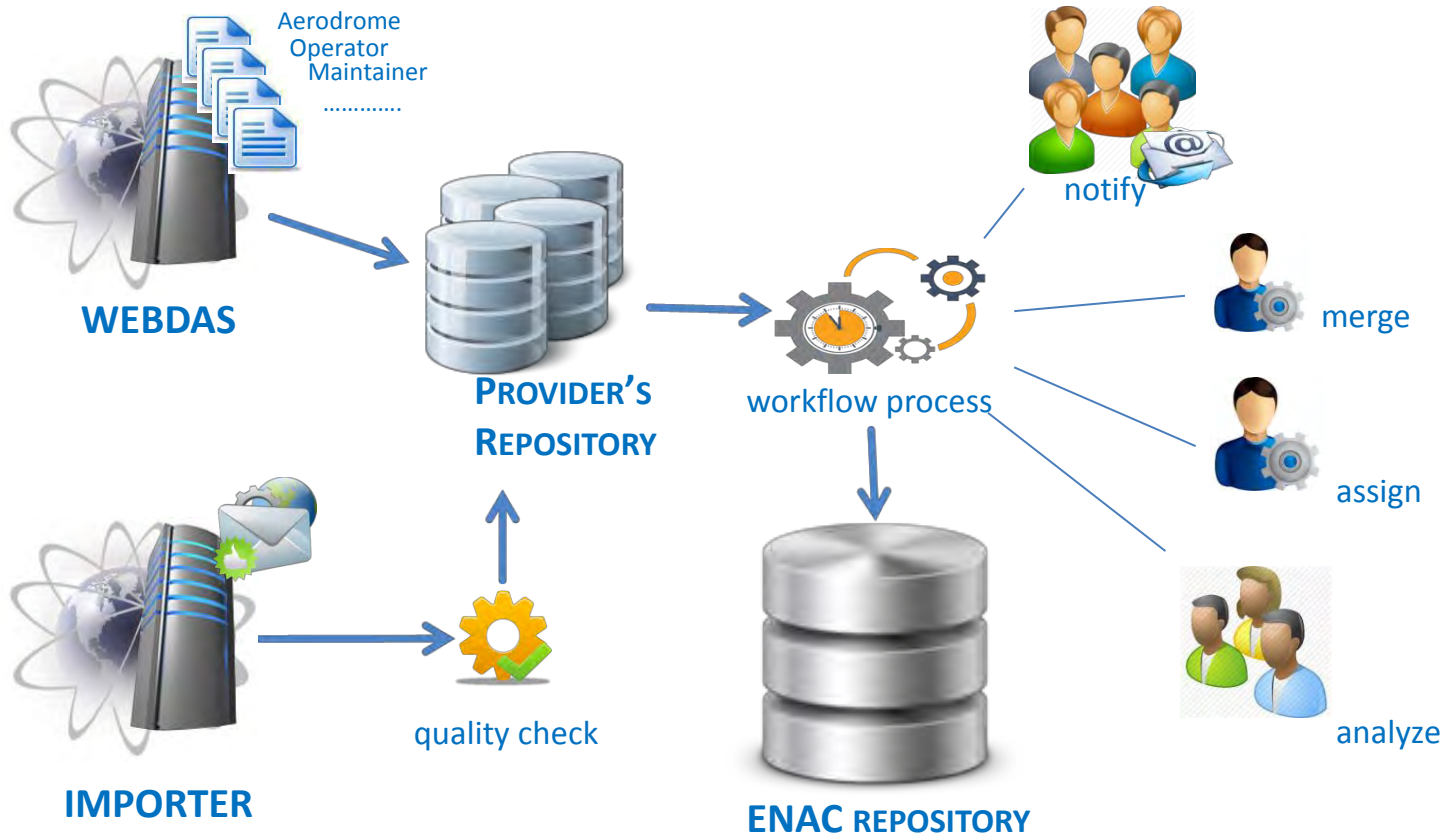 Aerodrome
Operator
Maintainer
.............
WEBDAS
PROVIDER'S
REPOSITORY
workflow process
notify
merge
assign
analyze
quality check
IMPORTER
ENAC REPOSITORY
@